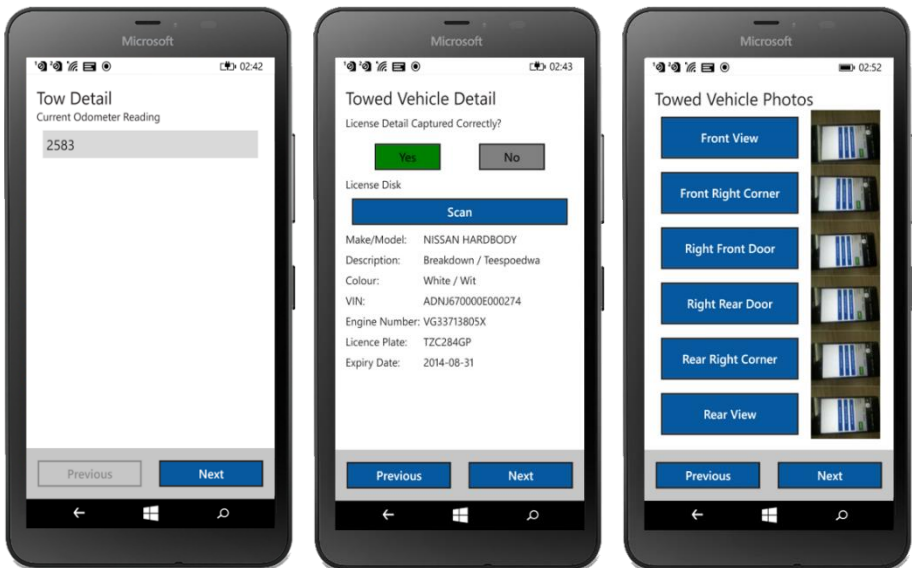 Microsoft
02:42
Tow Detail
Current Odometer Reading
2583
Previous
Next
Microsoft
02:43
Towed Vehicle Detail
License Detail Captured Correctly?
Yes
No
License Disk
Scan
Make/Model: NISSAN HARDBODY
Description: Breakdown / Teespoedwa
Colour: White / Wit
VIN: ADNJ670000E000274
Engine Number: VG33713805X
Licence Plate: TZC284GP
Expiry Date: 2014-08-31
Previous
Next
Microsoft
02:52
Towed Vehicle Photos
Front View
Front Right Corner
Right Front Door
Right Rear Door
Rear Right Corner
Rear View
Previous
Next